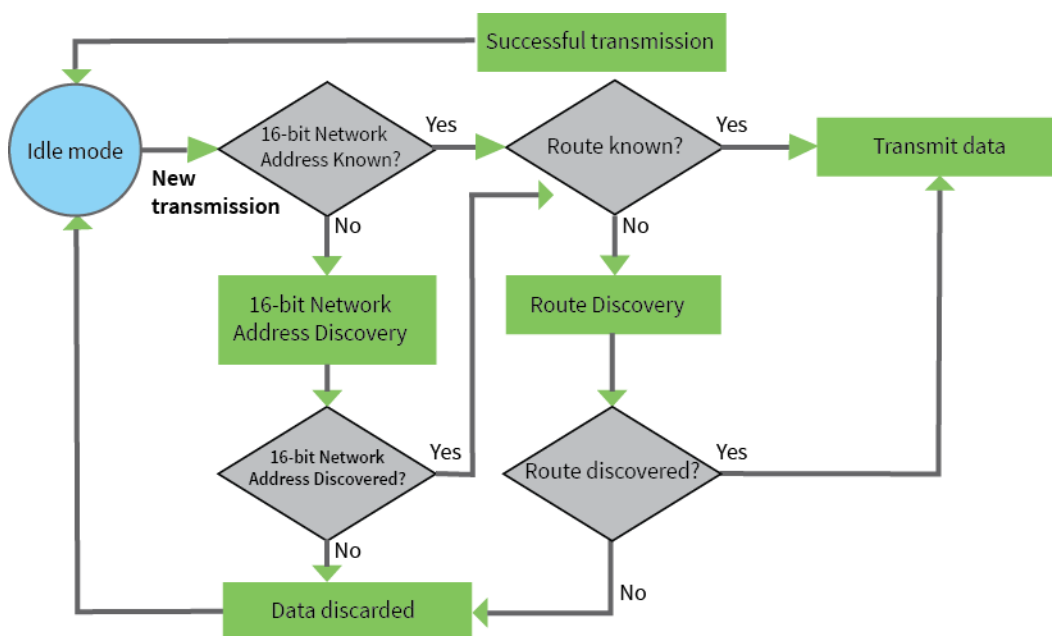 Successful transmission
Idle mode
New
transmission
16-bit Network
Address Known?
Yes
Route known?
Yes
Transmit data
No
No
16-bit Network
Address Discovery
Route Discovery
16-bit Network
Address Discovered?
Yes
Route discovered?
Yes
No
No
Data discarded